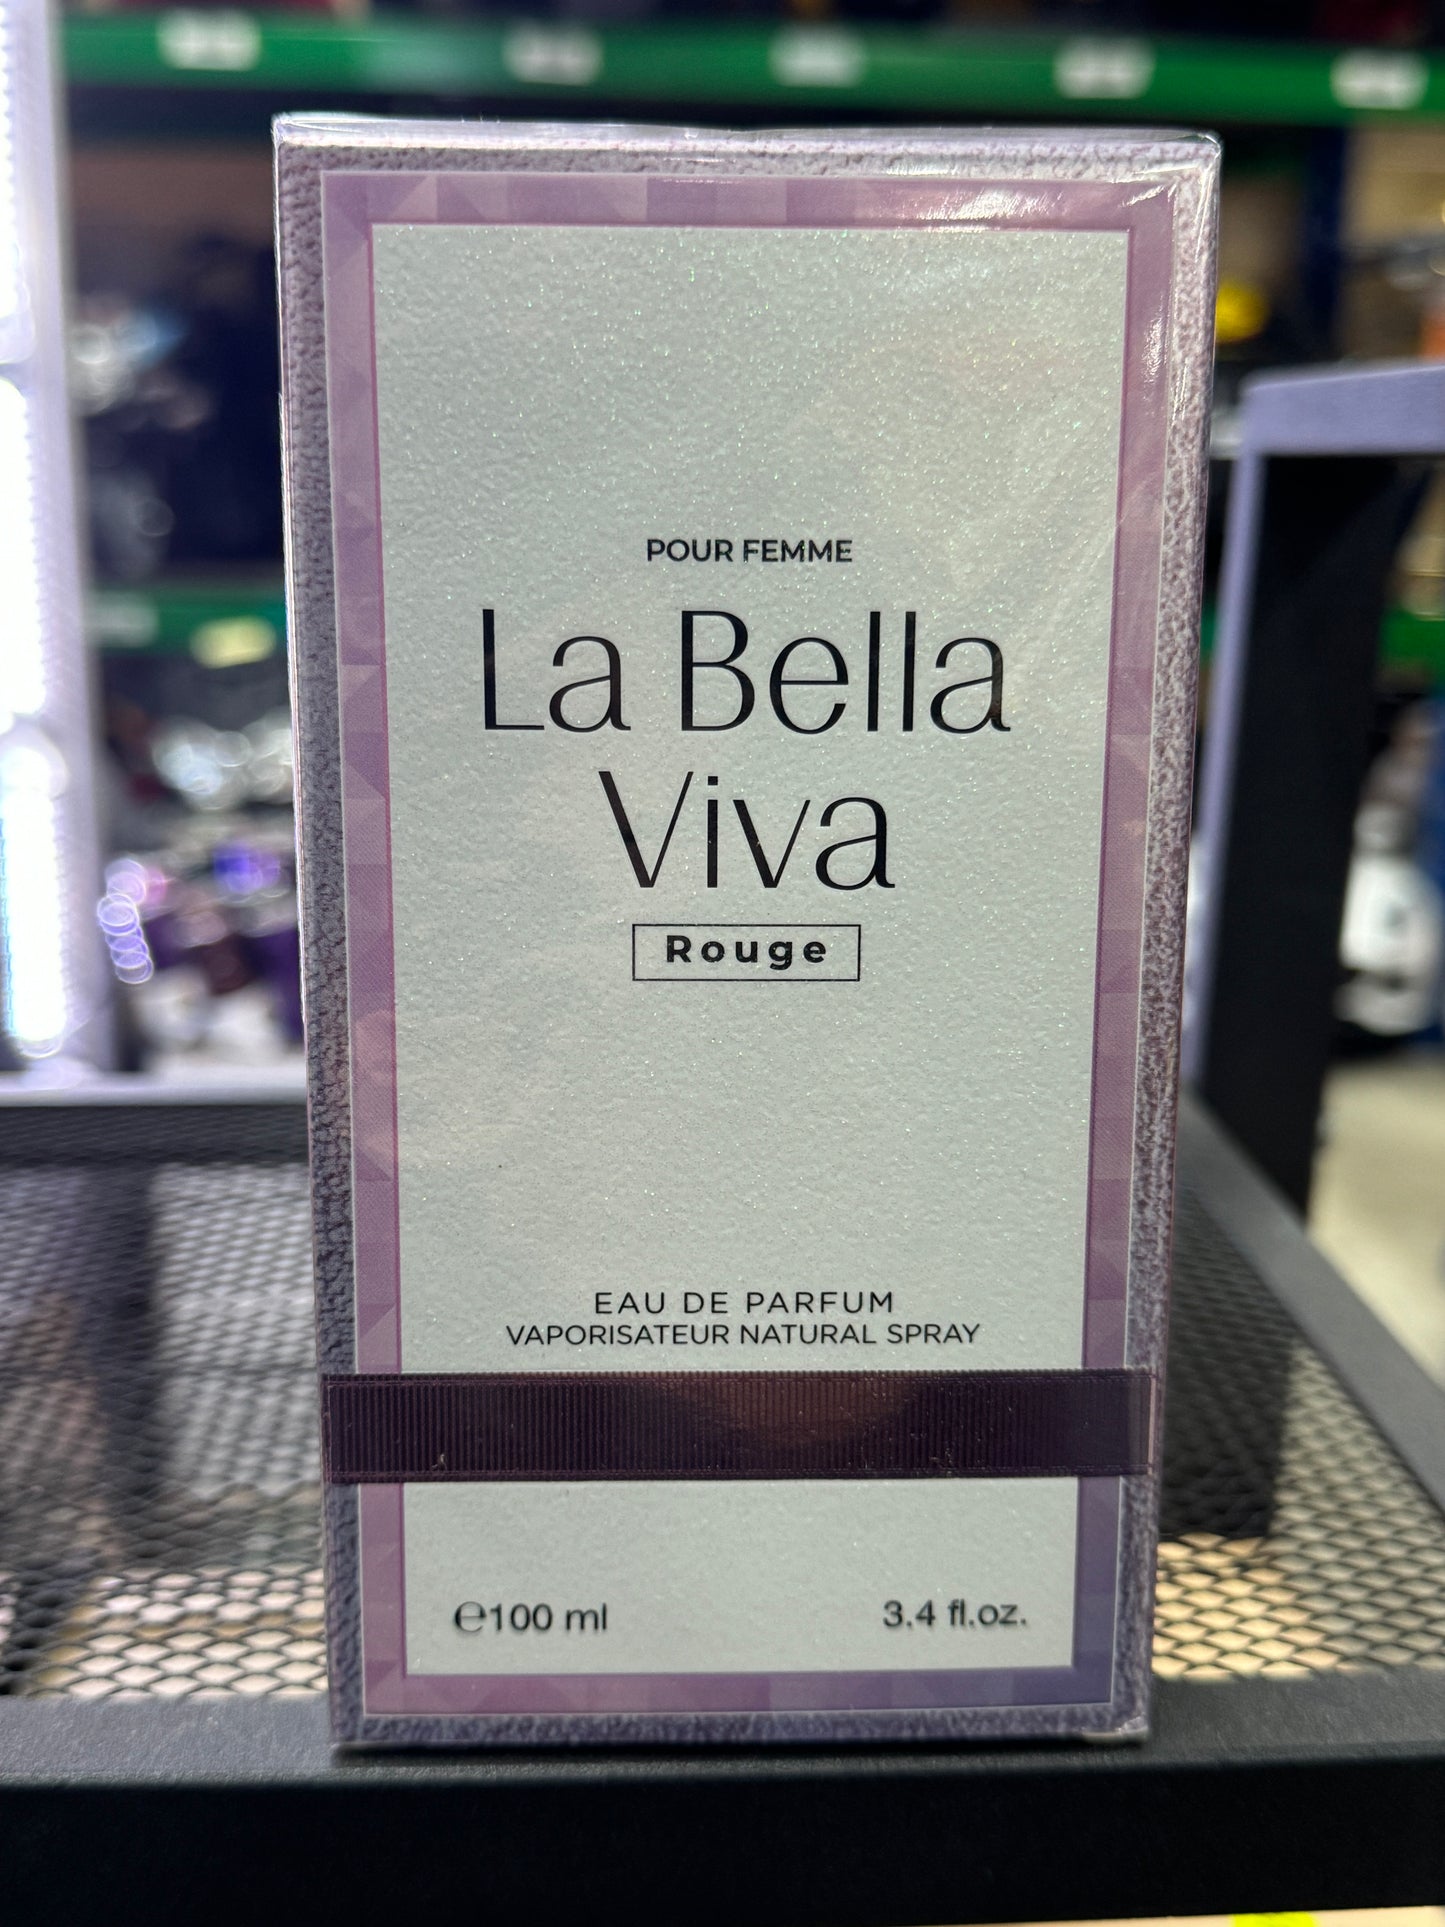 POUR FEMME
La Bella
Viva
Rouge
EAU DE PARFUM
VAPORISATEUR NATURAL SPRAY
℮100 ml
3.4 fl.oz.